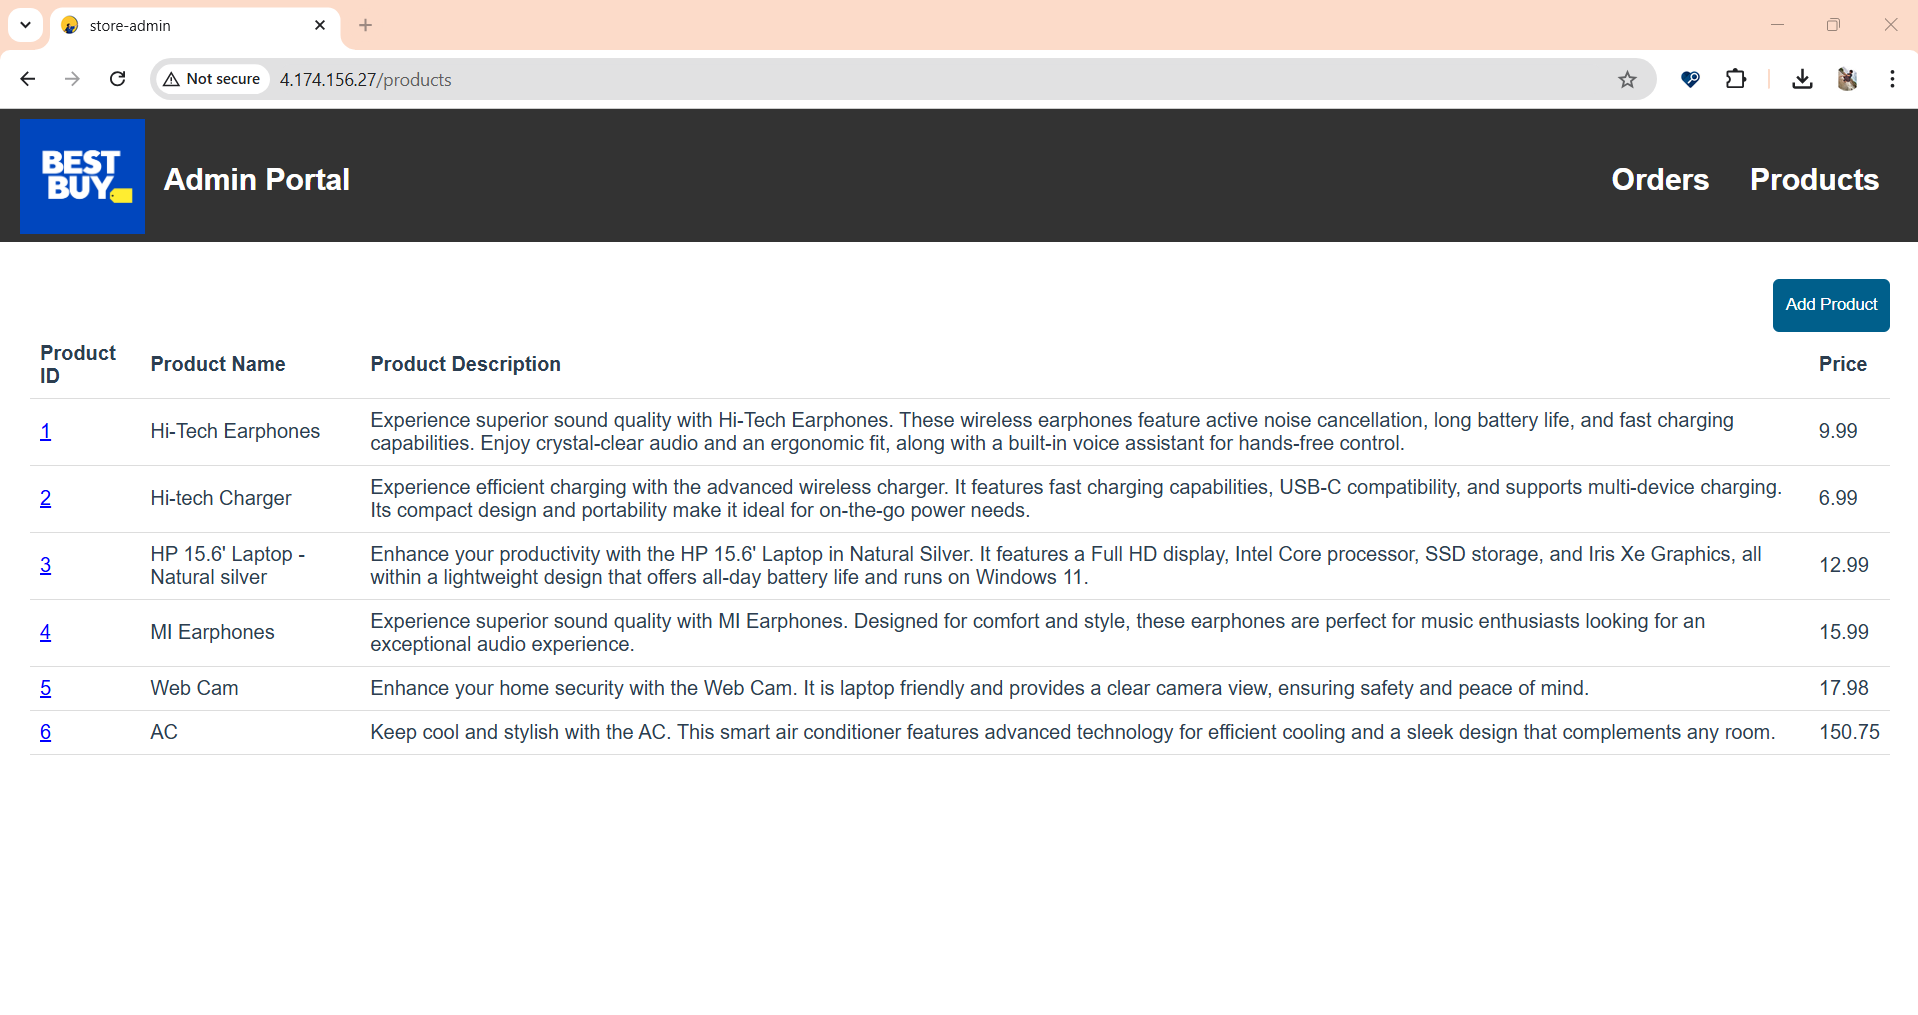 store-admin
Not secure
4.174.156.27/products
BEST
BUY
Admin Portal
Orders
Products
Add Product
Product
ID
Product Name
Product Description
Price
1
Hi-Tech Earphones
Experience superior sound quality with Hi-Tech Earphones. These wireless earphones feature active noise cancellation, long battery life, and fast charging
capabilities. Enjoy crystal-clear audio and an ergonomic fit, along with a built-in voice assistant for hands-free control.
9.99
2
Hi-tech Charger
Experience efficient charging with the advanced wireless charger. It features fast charging capabilities, USB-C compatibility, and supports multi-device charging.
Its compact design and portability make it ideal for on-the-go power needs.
6.99
3
HP 15.6' Laptop -
Natural silver
Enhance your productivity with the HP 15.6' Laptop in Natural Silver. It features a Full HD display, Intel Core processor, SSD storage, and Iris Xe Graphics, all
within a lightweight design that offers all-day battery life and runs on Windows 11.
12.99
4
MI Earphones
Experience superior sound quality with MI Earphones. Designed for comfort and style, these earphones are perfect for music enthusiasts looking for an
exceptional audio experience.
15.99
5
Web Cam
Enhance your home security with the Web Cam. It is laptop friendly and provides a clear camera view, ensuring safety and peace of mind.
17.98
6
AC
Keep cool and stylish with the AC. This smart air conditioner features advanced technology for efficient cooling and a sleek design that complements any room.
150.75